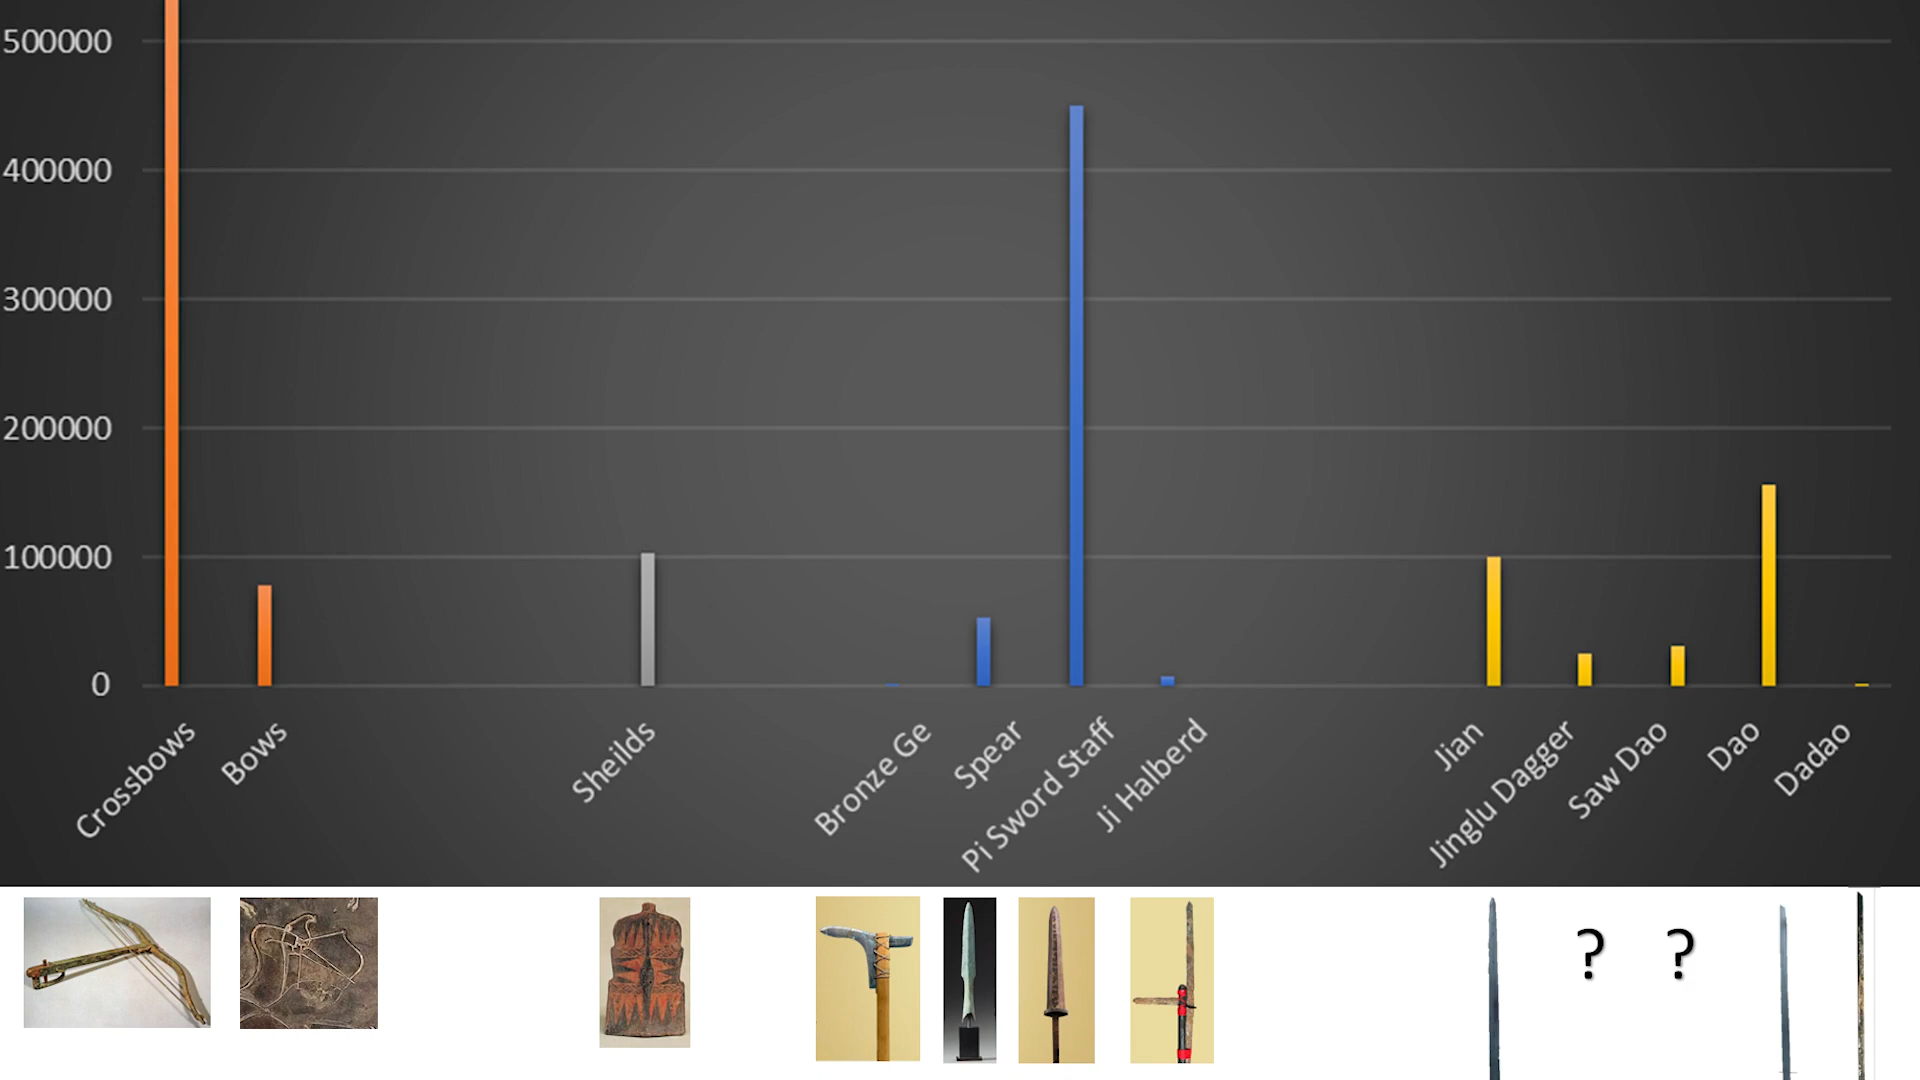 500000
400000
300000
200000
100000
0
Crossbows
Bows
Sheilds
Bronze Ge
Spear
Pi Sword Staff
Ji Halberd
Jian
Jinglu Dagger
Saw Dao
Dao
Dadao
?
?